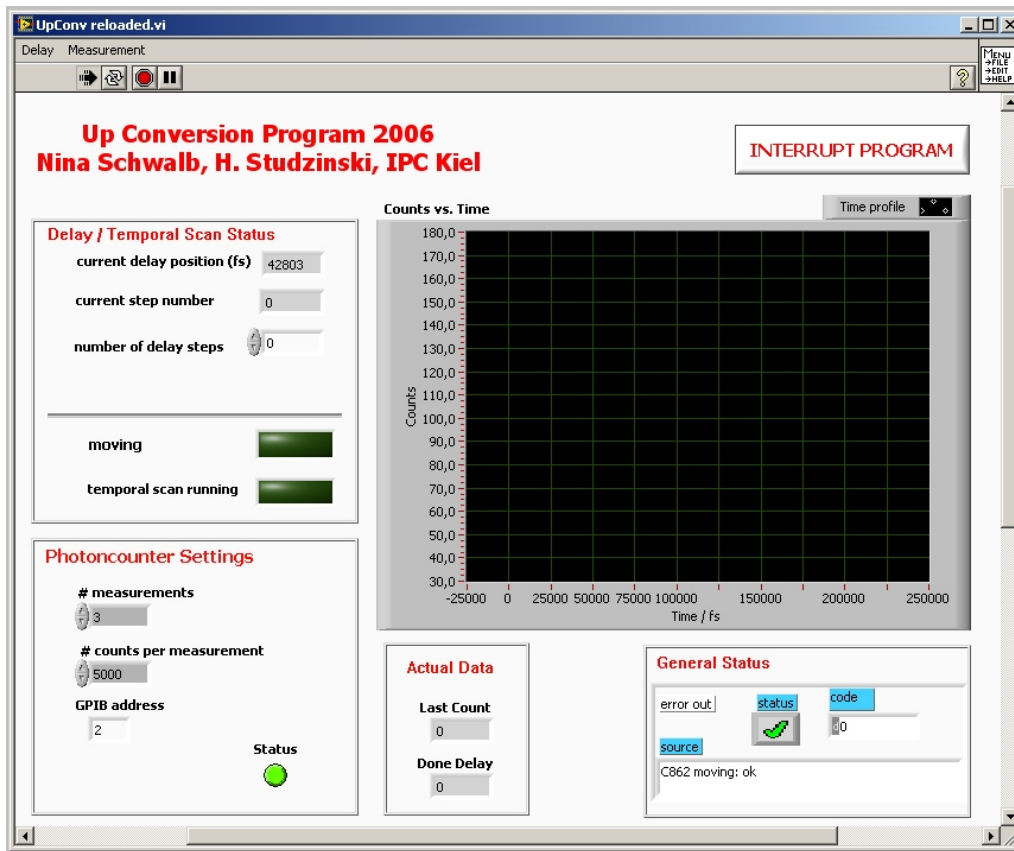 UpConv reloaded.vi
Delay Measurement
MENU
→FILE
→EDIT
→HELP
Up Conversion Program 2006
Nina Schwalb, H. Studzinski, IPC Kiel
INTERRUPT PROGRAM
Delay / Temporal Scan Status
current delay position (fs) 42803
current step number 0
number of delay steps 0
moving
temporal scan running
Counts vs. Time
Time profile
180,0
170,0
160,0
150,0
140,0
130,0
120,0
110,0
100,0
90,0
80,0
70,0
60,0
50,0
40,0
30,0
Counts
-25000 0 25000 50000 75000 100000 150000 200000 250000
Time / fs
Photoncounter Settings
# measurements
3
# counts per measurement
5000
GPIB address
2
Status
Actual Data
Last Count
0
Done Delay
0
General Status
error out status code
d0
source
C862 moving: ok